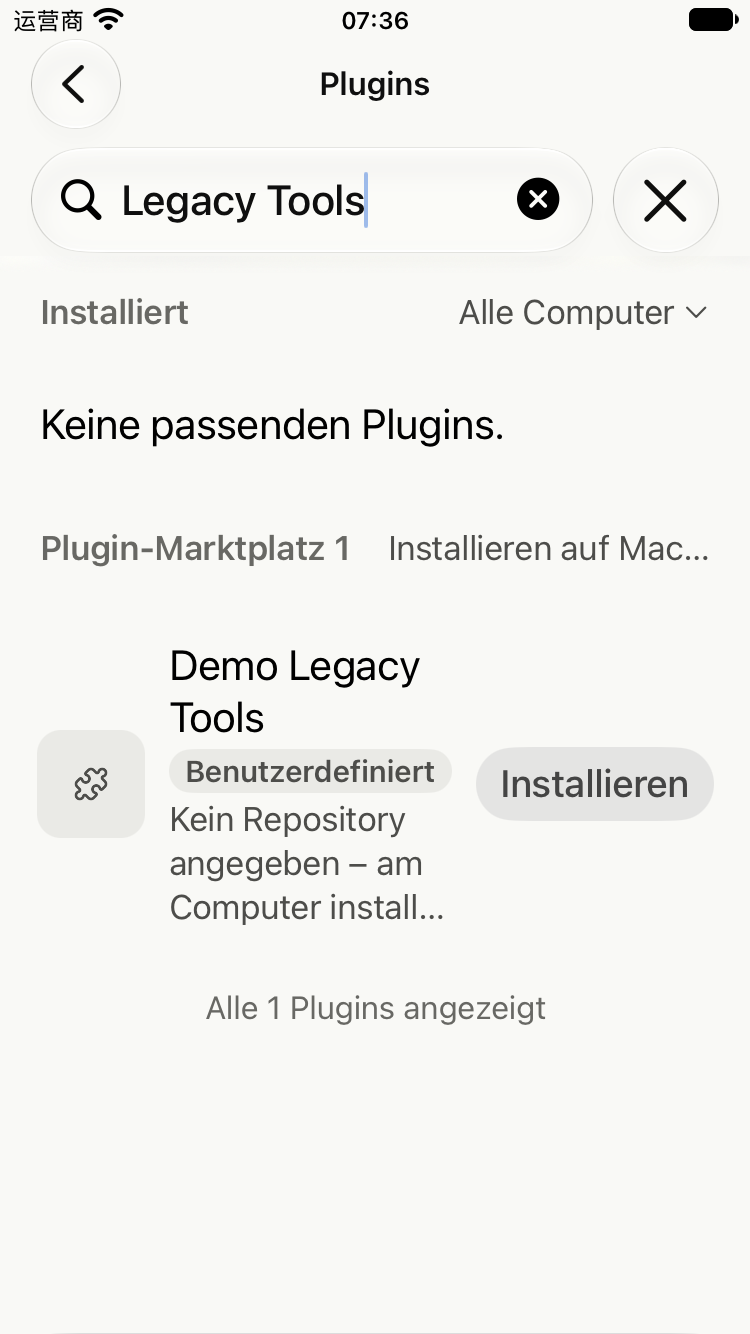 运营商 07:36
Plugins
Legacy Tools
Installiert Alle Computer
Keine passenden Plugins.
Plugin-Marktplatz 1 Installieren auf Mac...
Demo Legacy
Tools
Benutzerdefiniert
Installieren
Kein Repository
angegeben – am
Computer install...
Alle 1 Plugins angezeigt